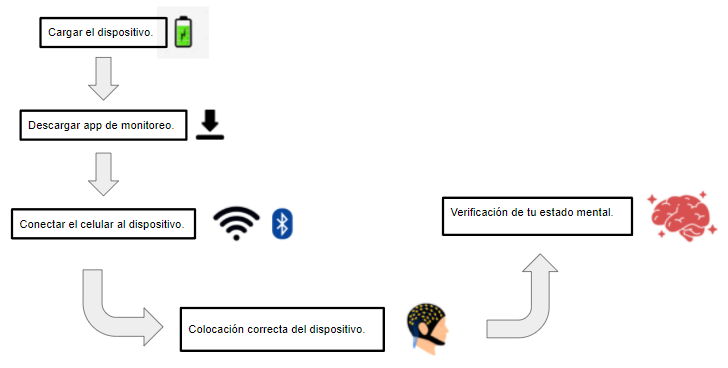 Cargar el dispositivo.
Descargar app de monitoreo.
Conectar el celular al dispositivo.
Colocación correcta del dispositivo.
Verificación de tu estado mental.